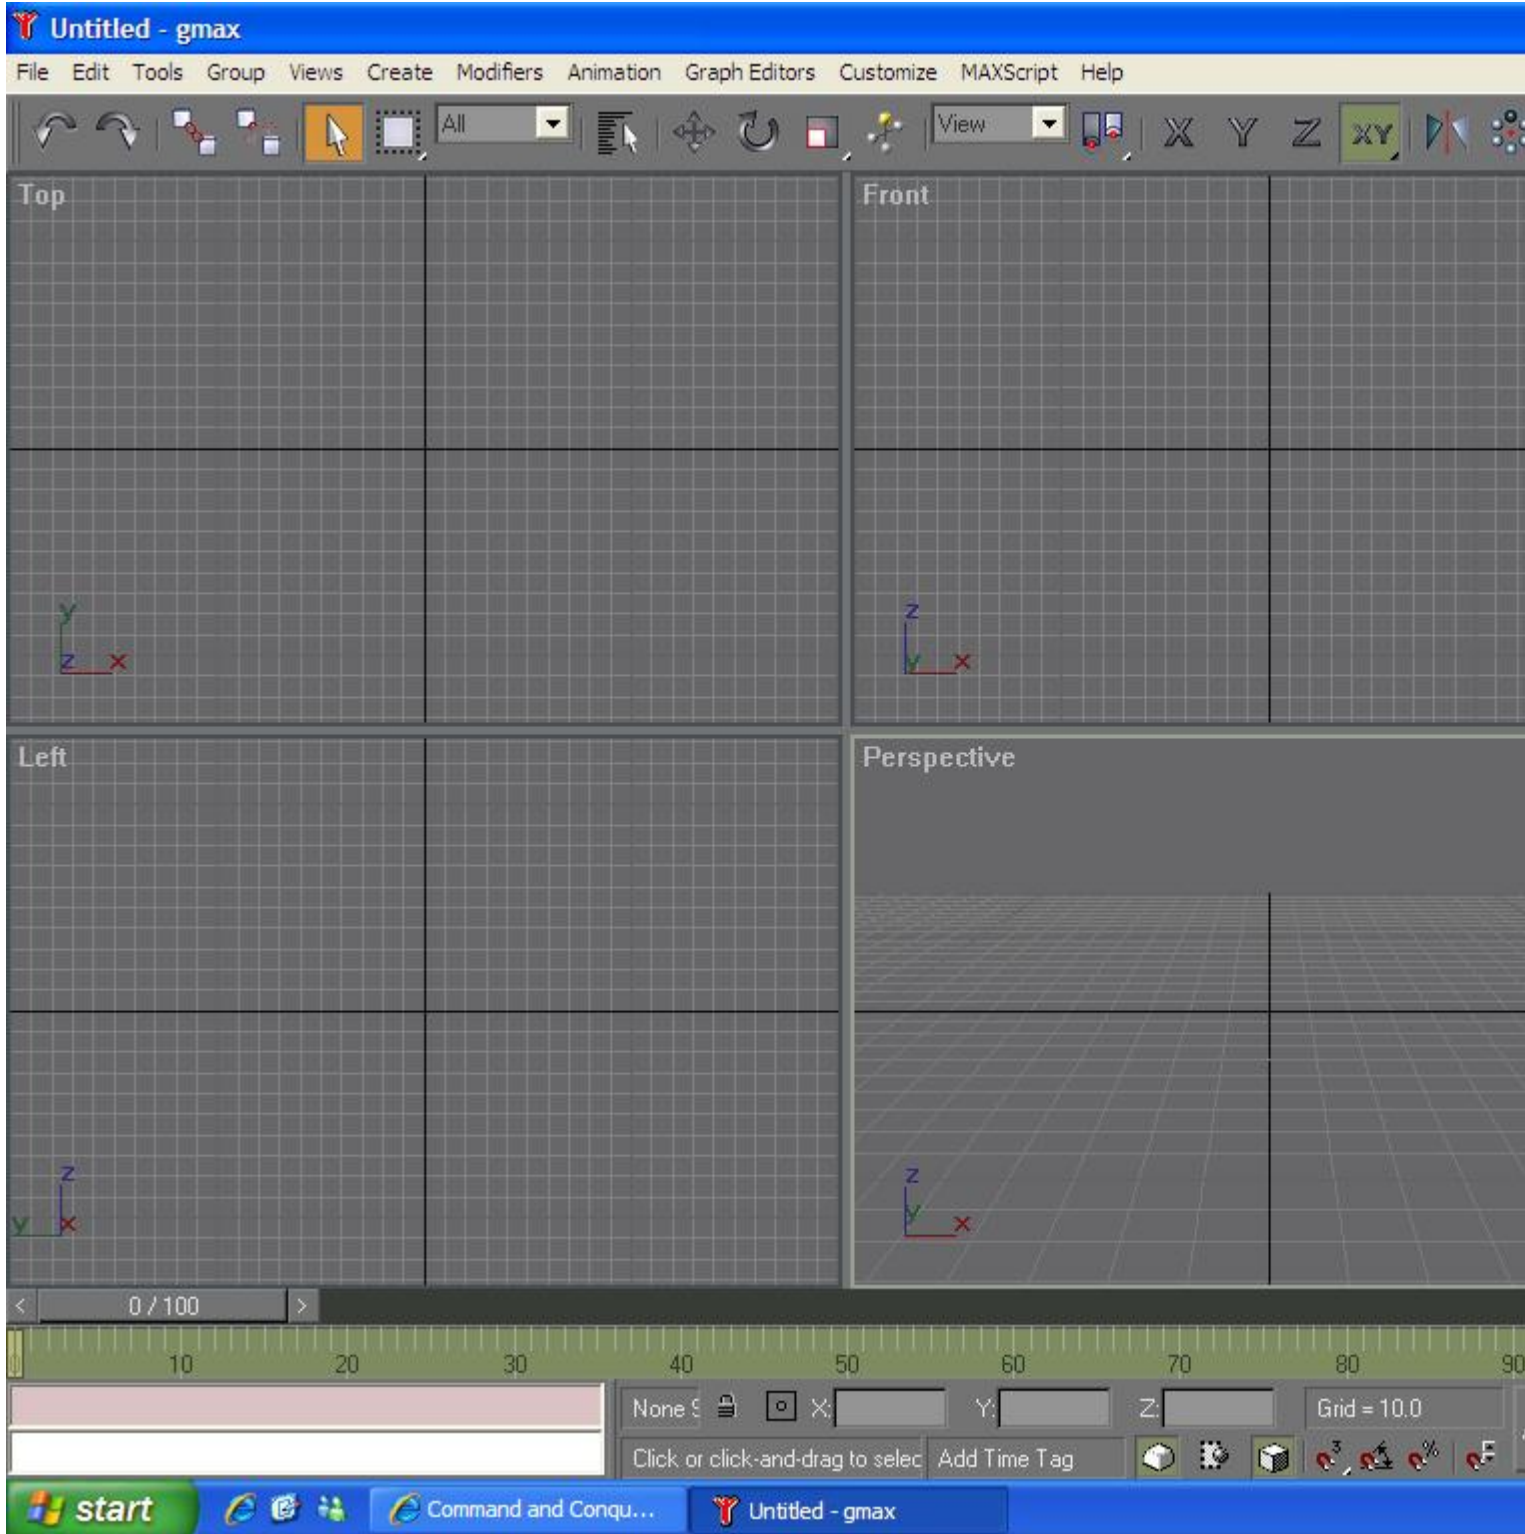 Untitled - gmax
File Edit Tools Group Views Create Modifiers Animation Graph Editors Customize MAXScript Help
All View X Y Z XY
Top
Front
y
z x
z
y x
Left
Perspective
z
y x
z
y x
< 0 / 100 >
10 20 30 40 50 60 70 80 90
None S X: Y: Z: Grid = 10.0
Click or click-and-drag to selec Add Time Tag 3 %
start Command and Conqu... Untitled - gmax